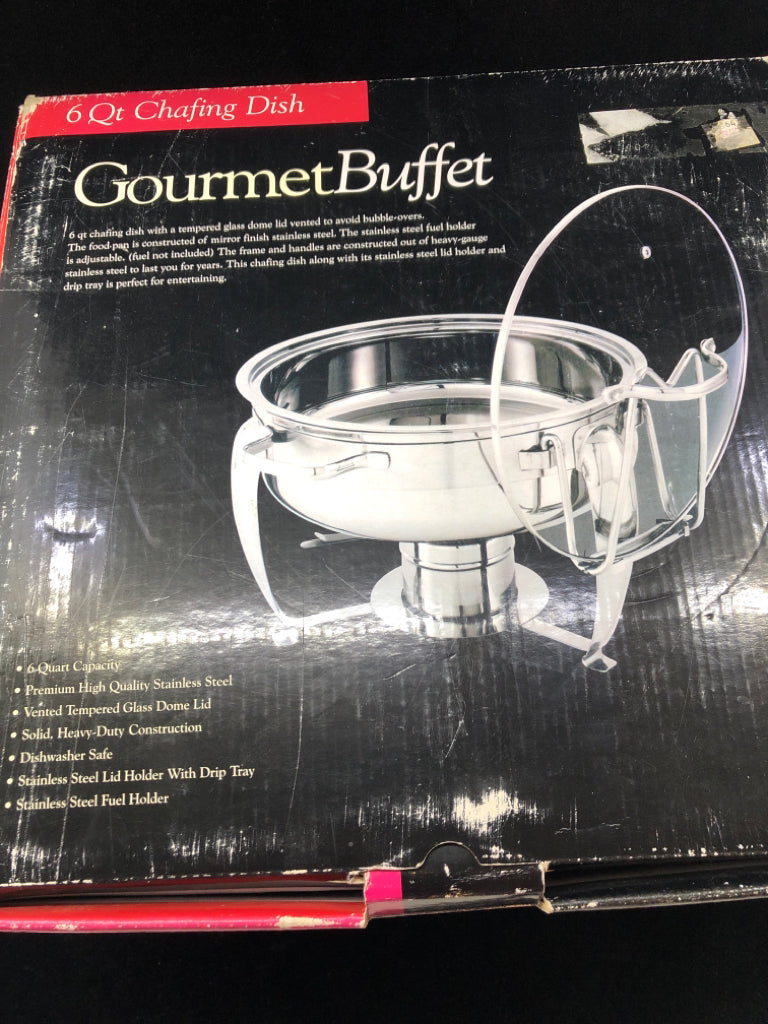 6 Qt Chafing Dish
GourmetBuffet
6 qt chafing dish with a tempered glass dome lid vented to avoid bubble-overs.
The food pan is constructed of mirror finish stainless steel. The stainless steel fuel holder
is adjustable. (fuel not included) The frame and handles are constructed out of heavy-gauge
stainless steel to last you for years. This chafing dish along with its stainless steel lid holder and
drip tray is perfect for entertaining.
• 6-Quart Capacity
• Premium High Quality Stainless Steel
• Vented Tempered Glass Dome Lid
• Solid, Heavy-Duty Construction
• Dishwasher Safe
• Stainless Steel Lid Holder With Drip Tray
• Stainless Steel Fuel Holder